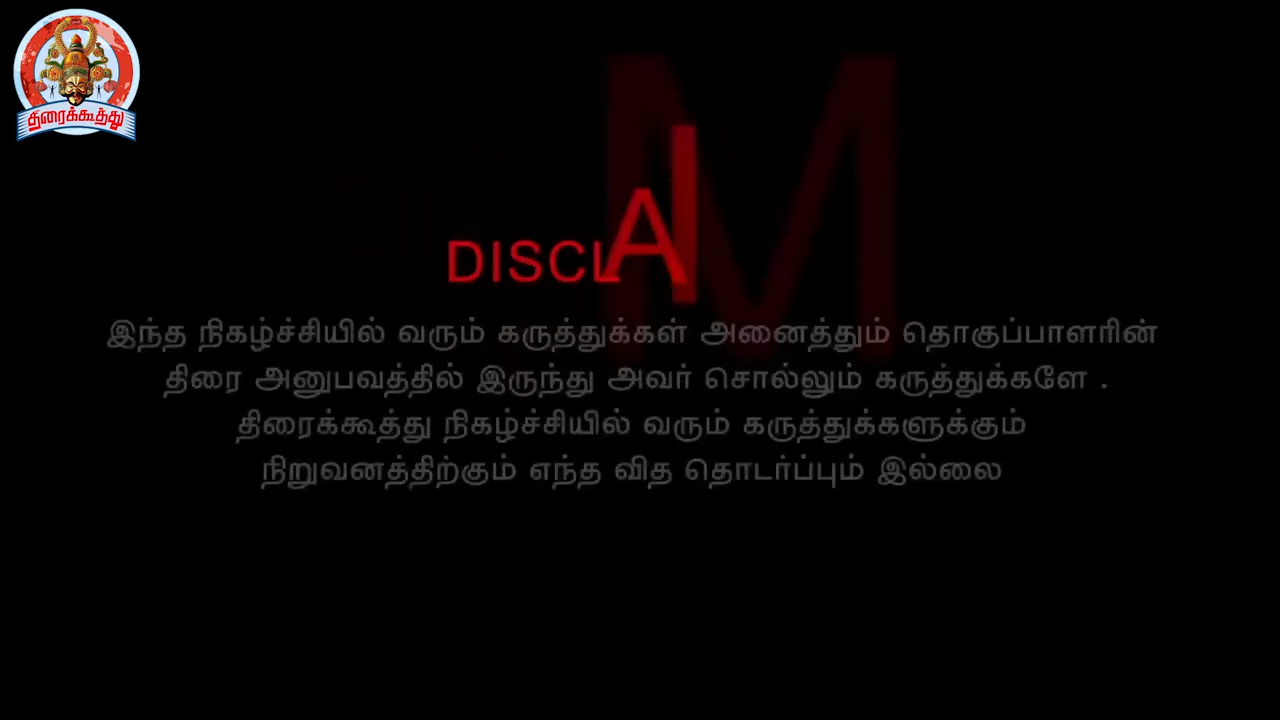 திரைக்கூத்து
DISCLAIM
இந்த நிகழ்ச்சியில் வரும் கருத்துக்கள் அனைத்தும் தொகுப்பாளரின்
திரை அனுபவத்தில் இருந்து அவர் சொல்லும் கருத்துக்களே .
திரைக்கூத்து நிகழ்ச்சியில் வரும் கருத்துக்களுக்கும்
நிறுவனத்திற்கும் எந்த வித தொடர்ப்பும் இல்லை